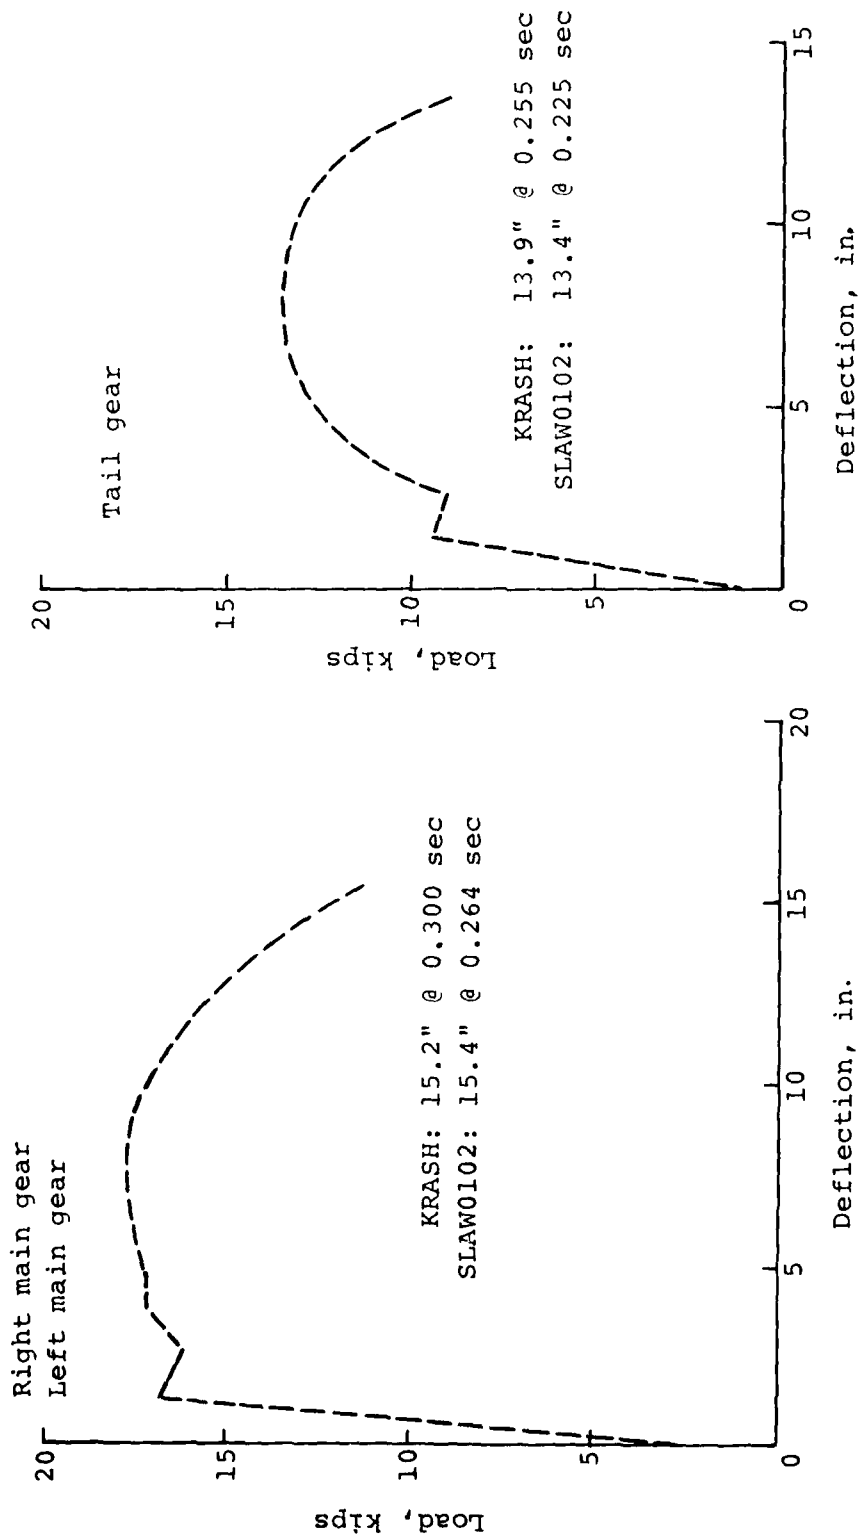 Right main gear
Left main gear
20
15
10
5
0
5
10
15
20
Load, kips
Deflection, in.
KRASH: 15.2" @ 0.300 sec
SLAW0102: 15.4" @ 0.264 sec
Tail gear
20
15
10
5
0
5
10
15
Load, kips
Deflection, in.
KRASH: 13.9" @ 0.255 sec
SLAW0102: 13.4" @ 0.225 sec